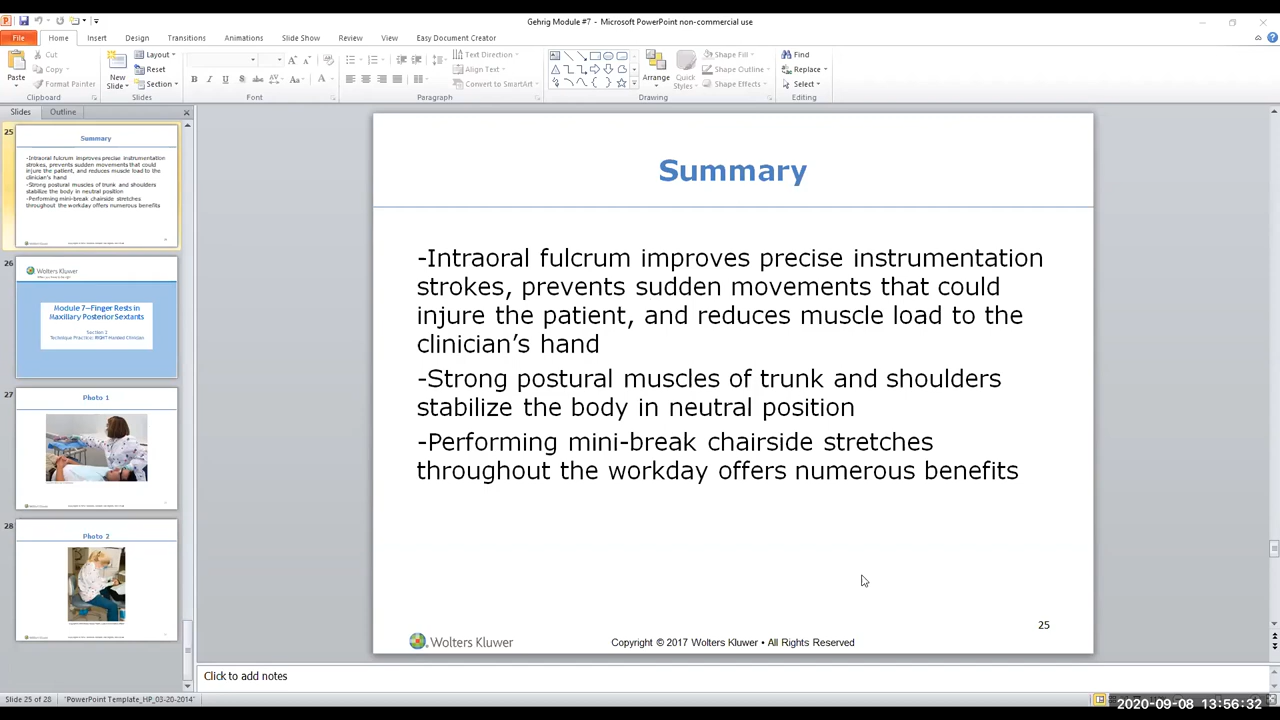 Gehrig Module #7 - Microsoft PowerPoint non-commercial use
File Home Insert Design Transitions Animations Slide Show Review View Easy Document Creator
Paste
Cut
Copy
Format Painter
Clipboard
New
Slide
Layout
Reset
Section
Slides
Font
Text Direction
Align Text
Convert to SmartArt
Paragraph
Arrange
Quick
Styles
Shape Fill
Shape Outline
Shape Effects
Drawing
Find
Replace
Select
Editing
Slides Outline
25
Summary
-Intraoral fulcrum improves precise instrumentation
strokes, prevents sudden movements that could
injure the patient, and reduces muscle load to the
clinician's hand
-Strong postural muscles of trunk and shoulders
stabilize the body in neutral position
-Performing mini-break chairside stretches
throughout the workday offers numerous benefits
26
Wolters Kluwer
Module 7—Finger Rests in
Maxillary Posterior Sextants
Section 2
Technique Practice: RIGHT-Handed Clinician
27
Photo 1
28
Photo 2
Summary
-Intraoral fulcrum improves precise instrumentation
strokes, prevents sudden movements that could
injure the patient, and reduces muscle load to the
clinician’s hand
-Strong postural muscles of trunk and shoulders
stabilize the body in neutral position
-Performing mini-break chairside stretches
throughout the workday offers numerous benefits
25
Wolters Kluwer
Copyright © 2017 Wolters Kluwer • All Rights Reserved
Click to add notes
Slide 25 of 28 "PowerPoint Template_HP_03-20-2014"
2020-09-08 13:56:32